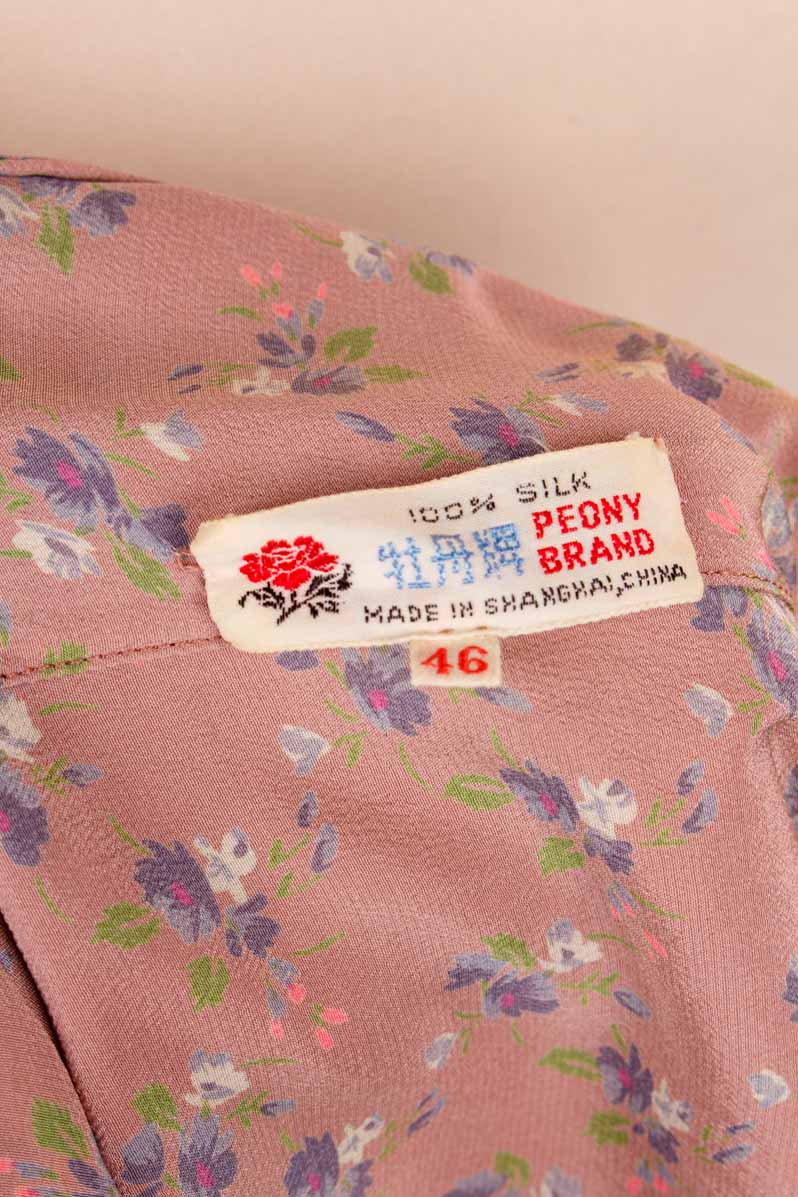 100% SILK
牡丹牌 PEONY
BRAND
MADE IN SHANGHAI, CHINA
46